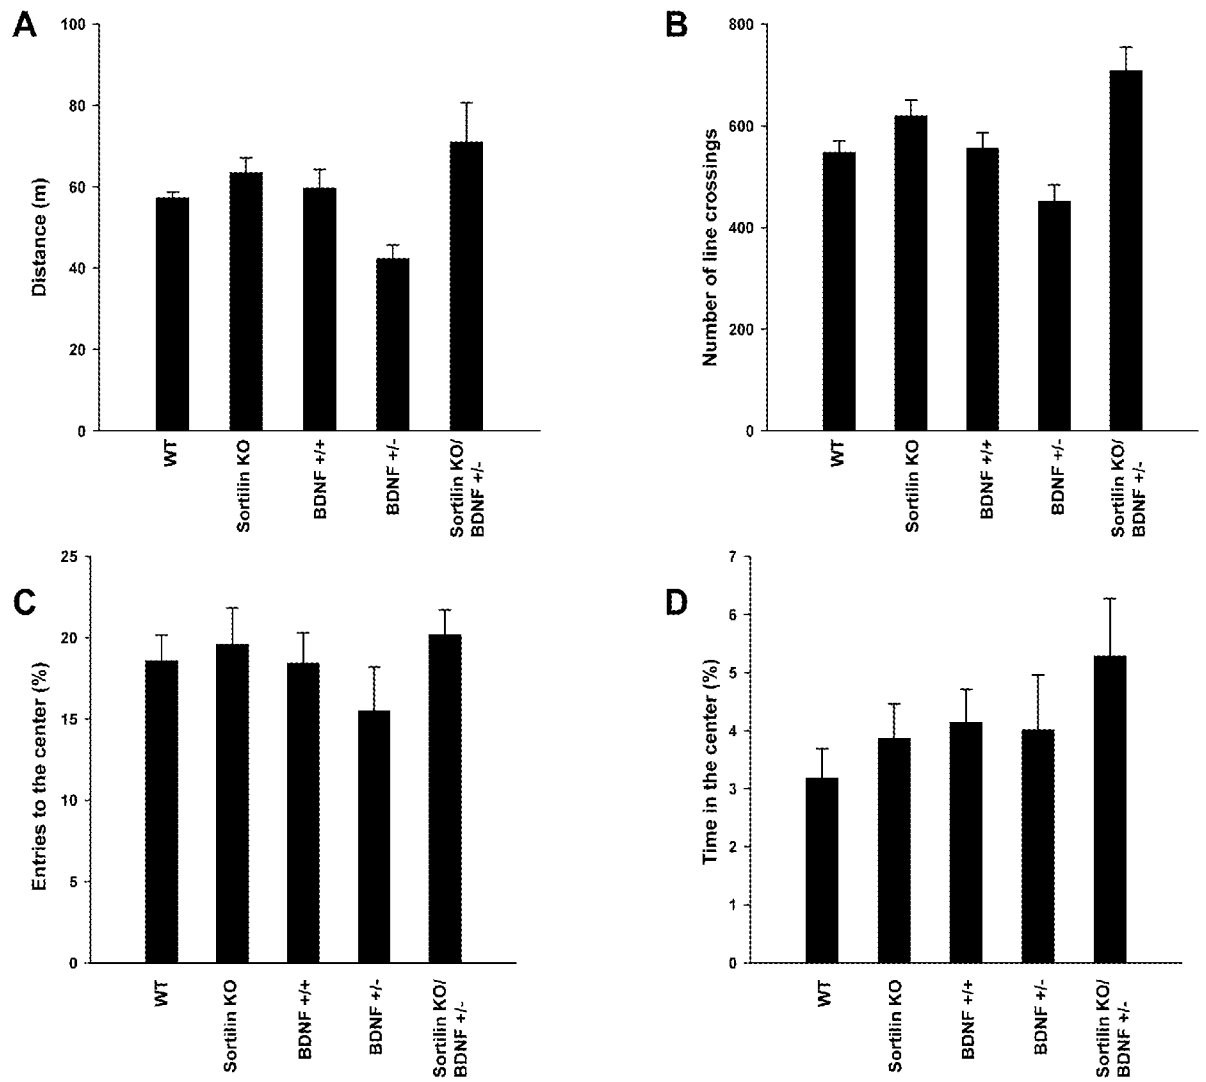 A
100
80
60
40
20
0
Distance (m)
WT
Sortilin KO
BDNF +/+
BDNF +/-
Sortilin KO/
BDNF +/-
B
800
600
400
200
0
Number of line crossings
WT
Sortilin KO
BDNF +/+
BDNF +/-
Sortilin KO/
BDNF +/-
C
25
20
15
10
5
0
Entries to the center (%)
WT
Sortilin KO
BDNF +/+
BDNF +/-
Sortilin KO/
BDNF +/-
D
7
6
5
4
3
2
1
0
Time in the center (%)
WT
Sortilin KO
BDNF +/+
BDNF +/-
Sortilin KO/
BDNF +/-